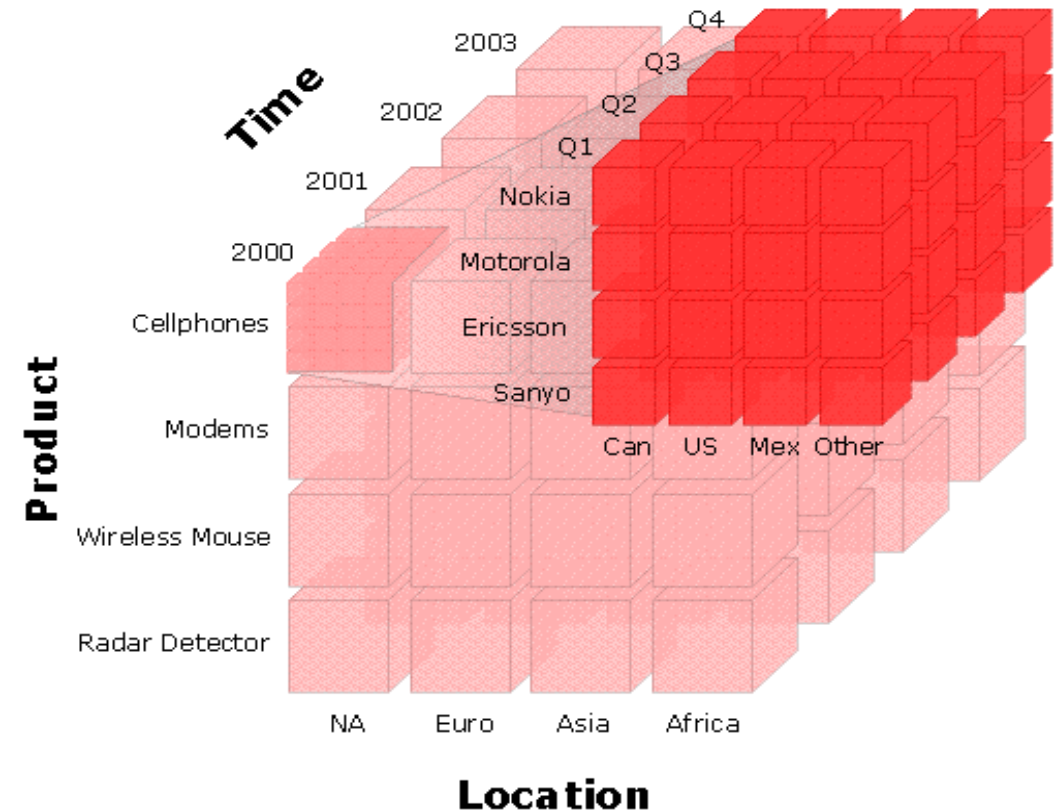 Q4
2003
Q3
Time
Q2
2002
Q1
2001
Nokia
2000
Motorola
Cellphones
Ericsson
Sanyo
Modems
Can US Mex Other
Product
Wireless Mouse
Radar Detector
NA Euro Asia Africa
Location